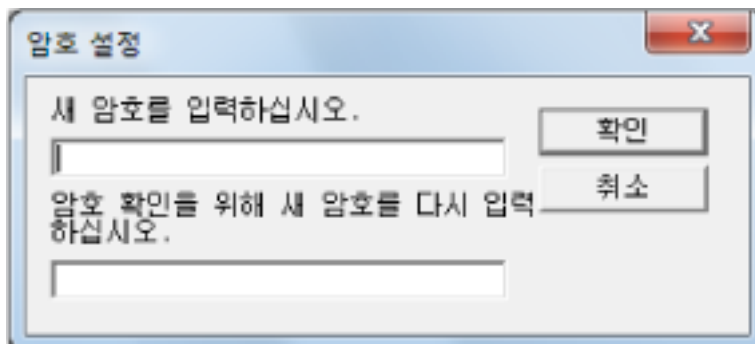 암호 설정
새 암호를 입력하십시오.
확인
암호 확인을 위해 새 암호를 다시 입력
하십시오.
취소